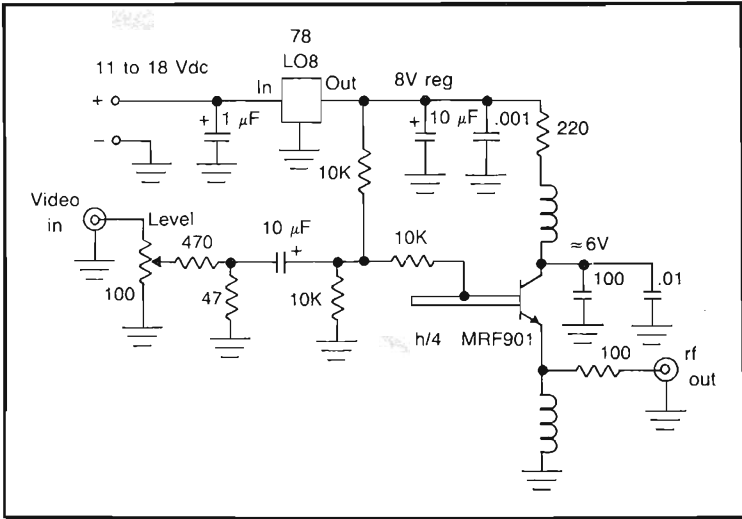 78
LO8
11 to 18 Vdc
In
Out
8V reg
+
+ 1 µF
+ 10 µF
.001
220
−
10K
Video
in
Level
10 µF
+
470
10K
≈6V
100
47
10K
100
.01
h/4
MRF901
100
rf
out